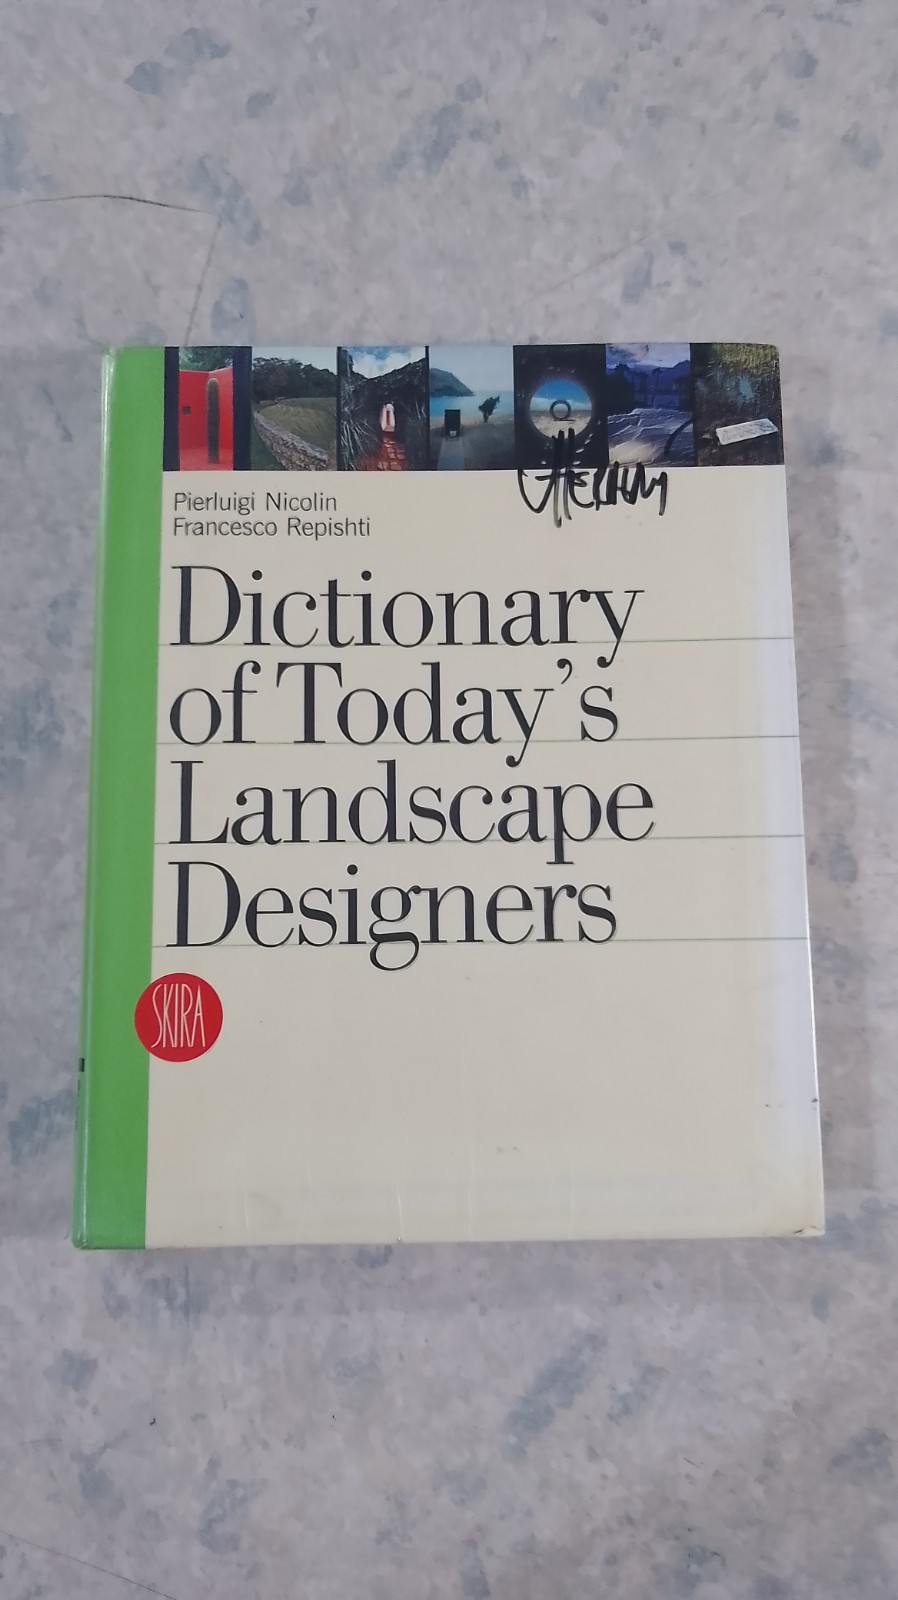 Pierluigi Nicolin
Francesco Repishti
Dictionary
of Today's
Landscape
Designers
SKIRA